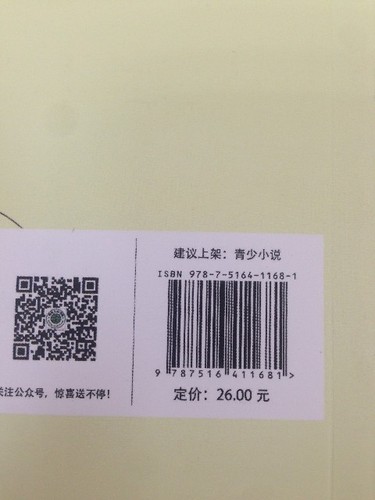 建议上架：青少小说
ISBN 978-7-5164-1168-1
9 787516 411681 >
定价：26.00 元
关注公众号，惊喜送不停！